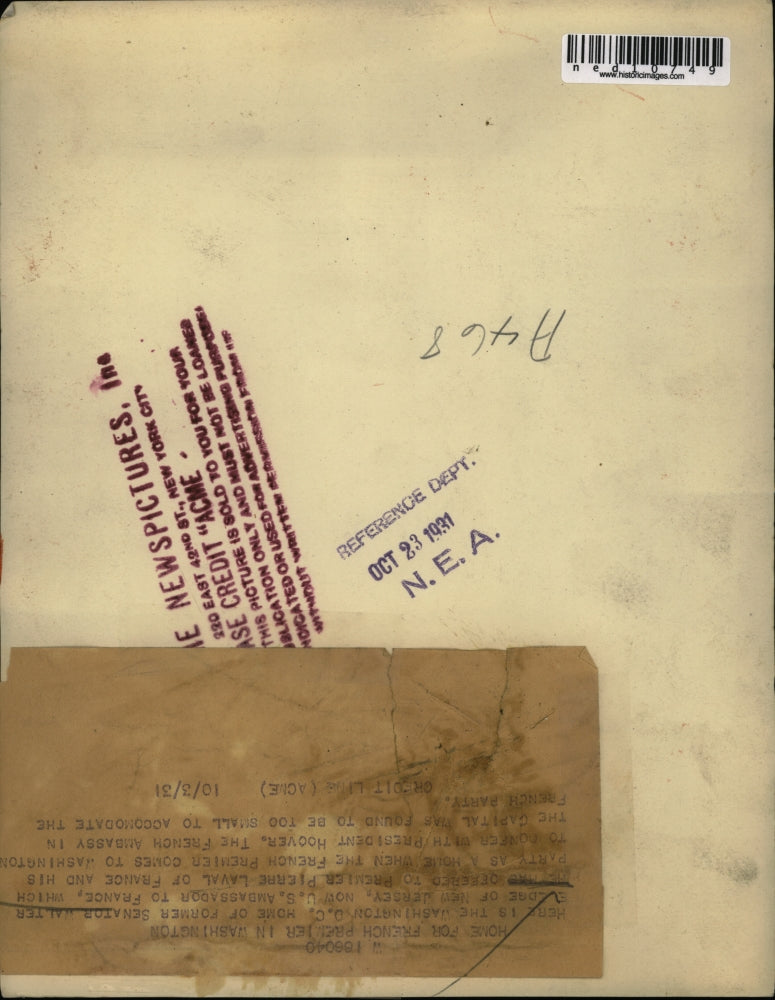 ned10749
www.historicimages.com
A468
NEWSPICTURES, Inc
220 EAST 42ND ST., NEW YORK CITY
CREDIT "ACME"
THIS PICTURE IS SOLD TO YOU FOR YOUR
PUBLICATION ONLY AND MUST NOT BE LOANED
OR USED FOR ADVERTISING PURPOSES
WITHOUT WRITTEN PERMISSION FROM US
REFERENCE DEPT.
OCT 23 1931
N. E. A.
W 186040
HOME FOR FRENCH PREMIER IN WASHINGTON
HERE IS THE WASHINGTON D.C. HOME OF FORMER SENATOR WALTER
E. EDGE OF NEW JERSEY, NOW U.S. AMBASSADOR TO FRANCE, WHICH
HE HAS OFFERED TO PREMIER PIERRE LAVAL OF FRANCE AND HIS
PARTY AS A HOME WHEN THE FRENCH PREMIER COMES TO WASHINGTON
TO CONFER WITH PRESIDENT HOOVER. THE FRENCH EMBASSY IN
THE CAPITAL WAS FOUND TO BE TOO SMALL TO ACCOMODATE THE
FRENCH PARTY.
CREDIT LINE (ACME) 10/3/31